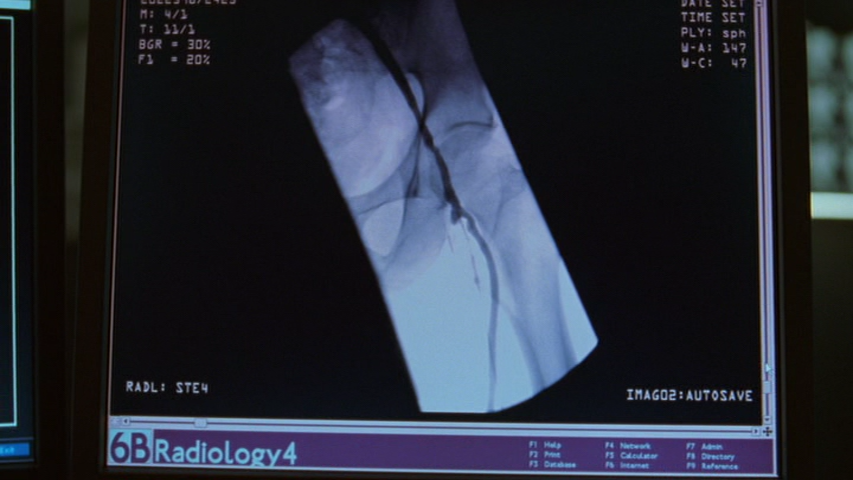 M: 4/1
T: 11/1
BGR = 30%
F1 = 20%
DATE SET
TIME SET
PLY: sph
W-A: 147
W-C: 47
RADL: STE4
IMAGO2:AUTOSAVE
6B Radiology4
F1 Help
F2 Print
F3 Database
F4 Network
F5 Calculator
F6 Internet
F7 Admin
F8 Directory
F9 Reference
Exit